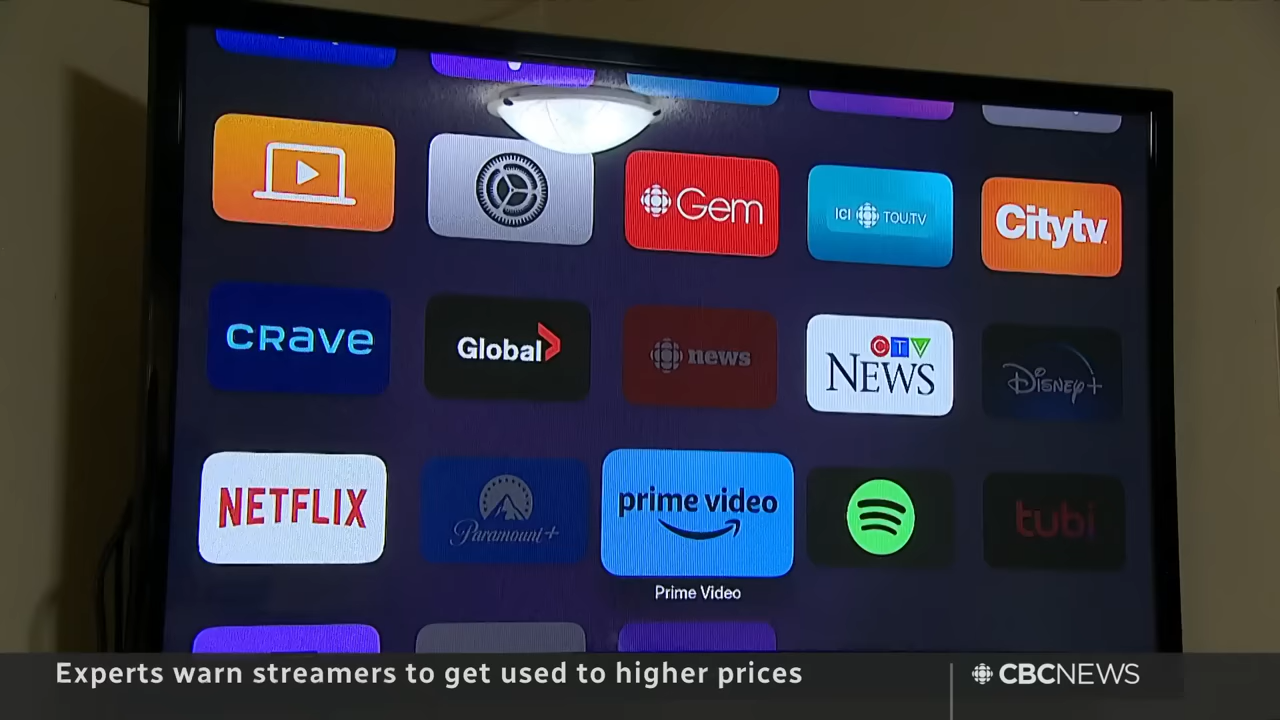 Gem
ICI TOU.TV
Citytv
CRAVE
Global
news
CTV
NEWS
Disney+
NETFLIX
Paramount+
prime video
tubi
Prime Video
Experts warn streamers to get used to higher prices
CBCNEWS